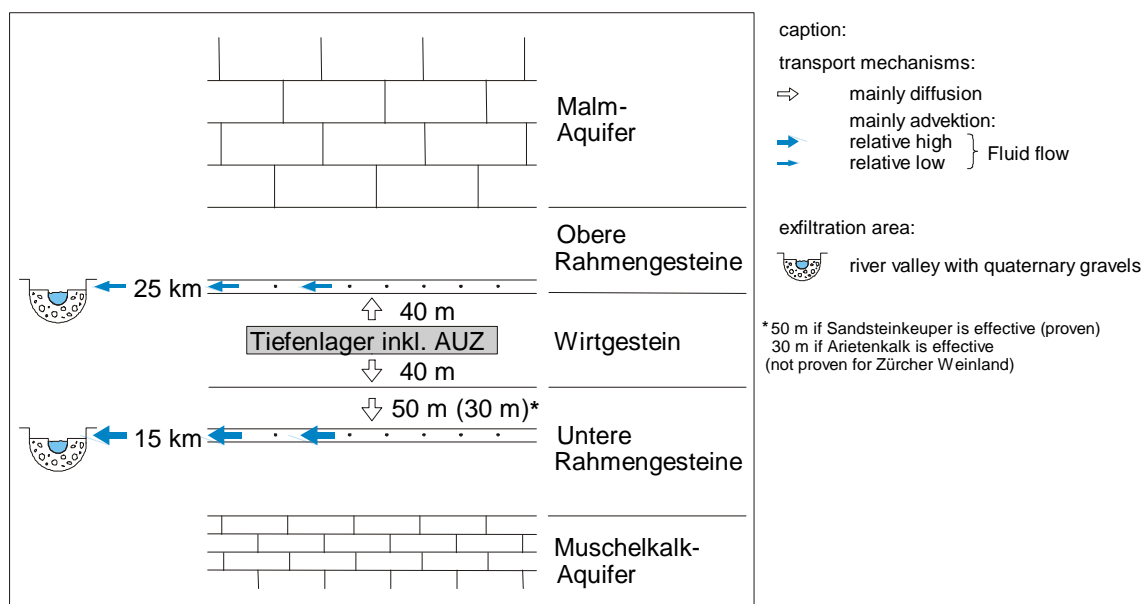 Malm-
Aquifer
Obere
Rahmengesteine
25 km
40 m
Tiefenlager inkl. AUZ
Wirtgestein
40 m
50 m (30 m)*
15 km
Untere
Rahmengesteine
Muschelkalk-
Aquifer
caption:
transport mechanisms:
mainly diffusion
mainly advektion:
relative high
relative low
Fluid flow
exfiltration area:
river valley with quaternary gravels
* 50 m if Sandsteinkeuper is effective (proven)
30 m if Arietenkalk is effective
(not proven for Zürcher Weinland)